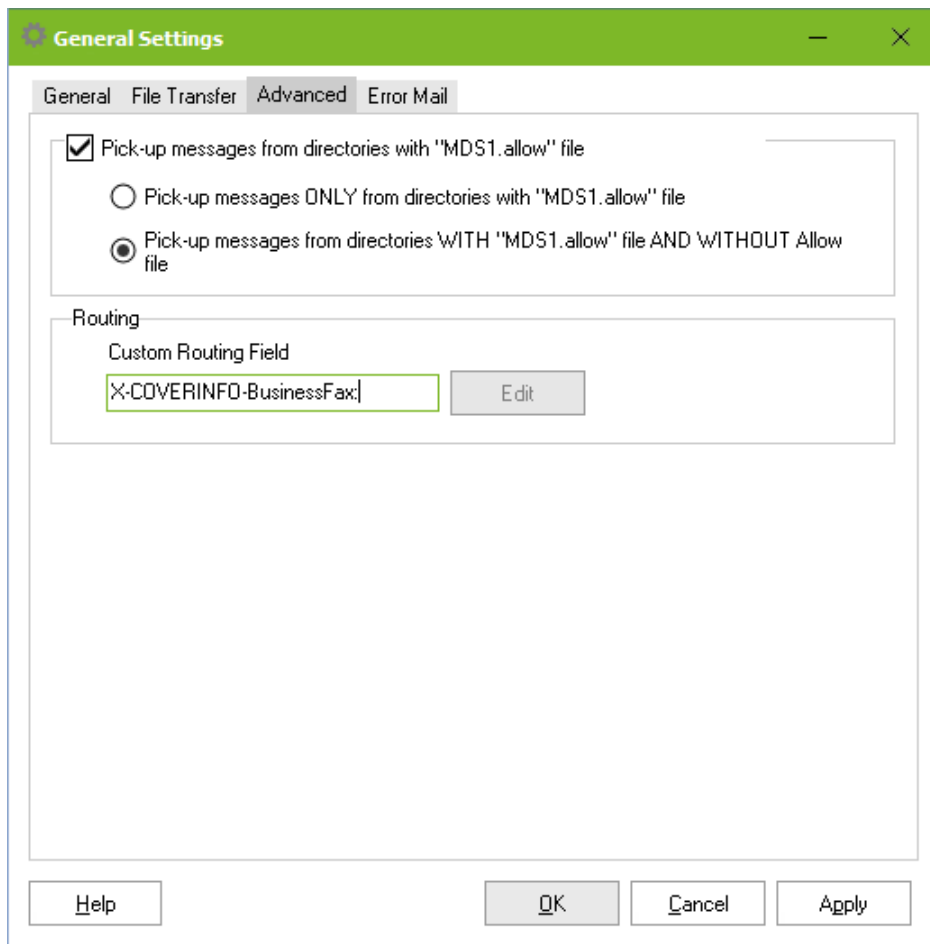 General Settings
General File Transfer Advanced Error Mail
Pick-up messages from directories with "MDS1.allow" file
Pick-up messages ONLY from directories with "MDS1.allow" file
Pick-up messages from directories WITH "MDS1.allow" file AND WITHOUT Allow
file
Routing
Custom Routing Field
X-COVERINFO-BusinessFax:
Edit
Help OK Cancel Apply